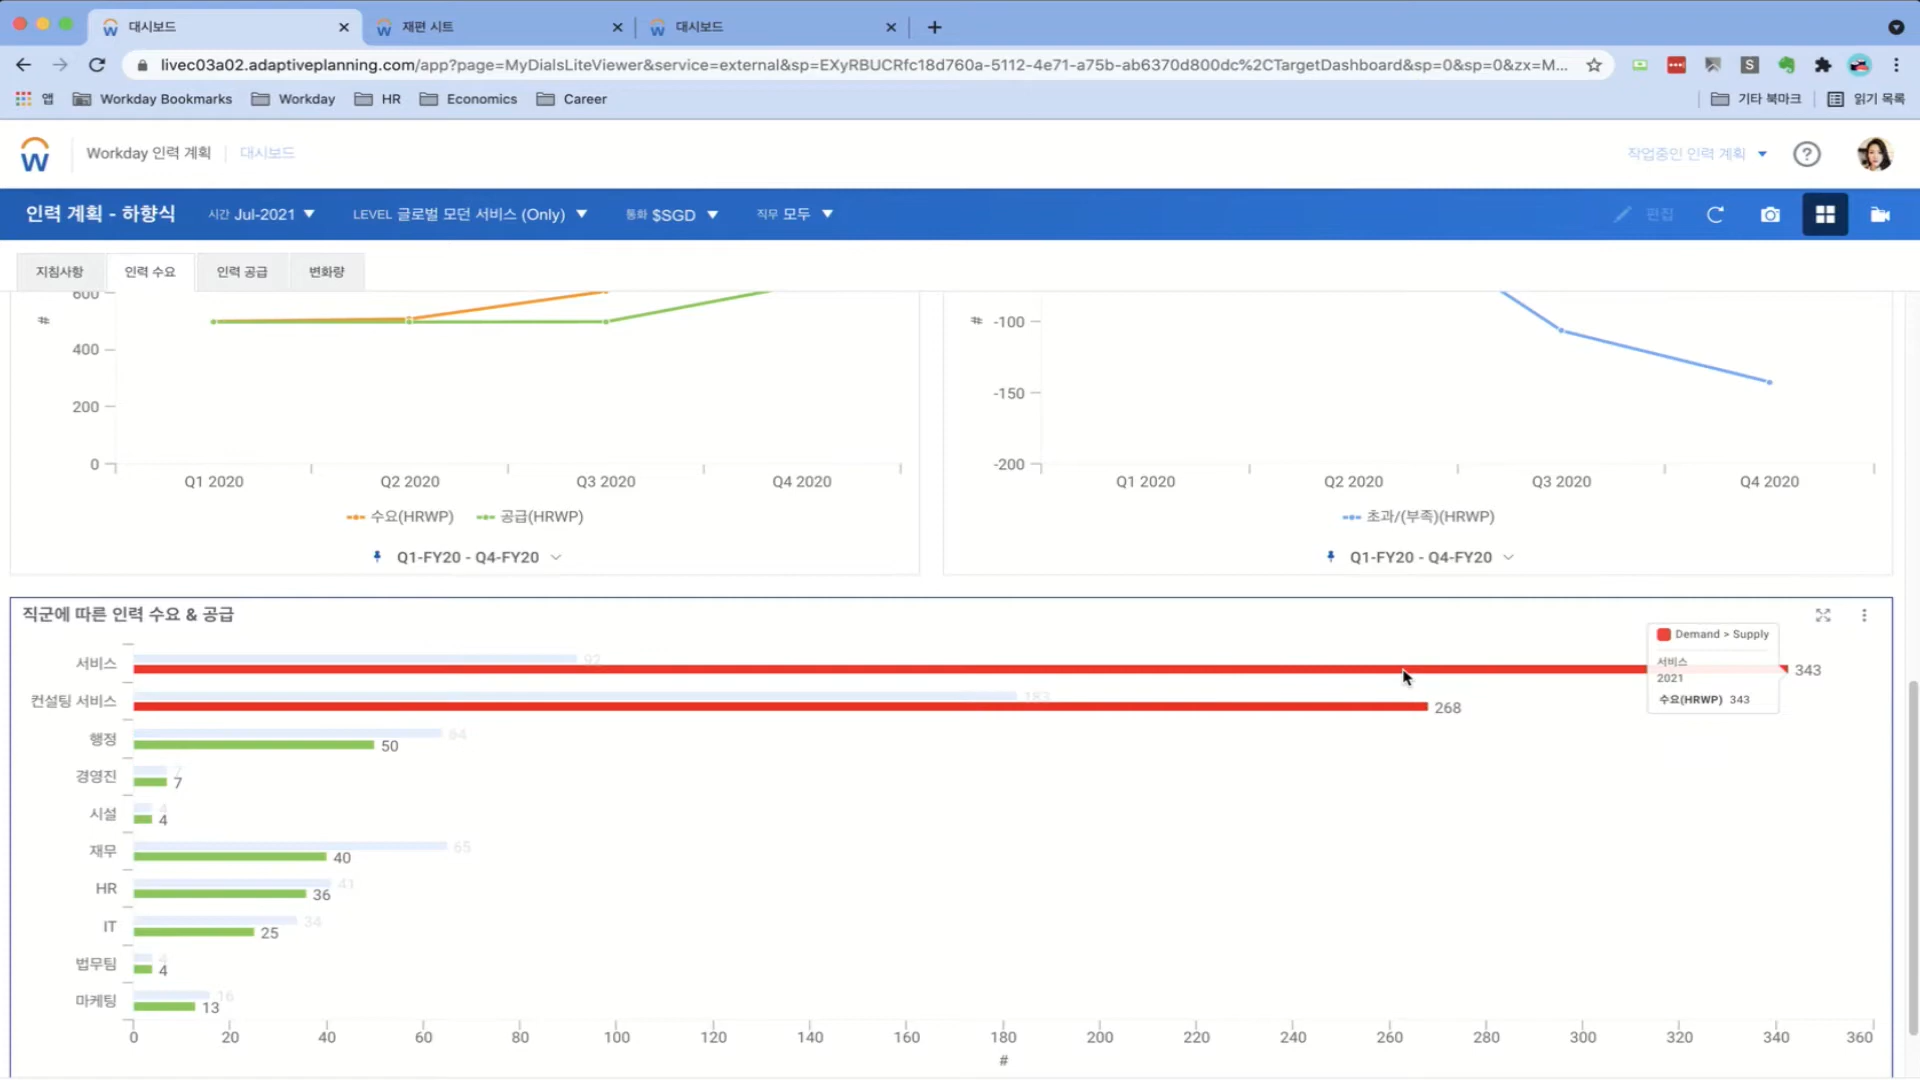 대시보드
재편 시트
대시보드
livec03a02.adaptiveplanning.com/app?page=MyDialsLiteViewer&service=external&sp=EXyRBUCRfc18d760a-5112-4e71-a75b-ab6370d800dc%2CTargetDashboard&sp=0&sp=0&zx=M...
앱 Workday Bookmarks Workday HR Economics Career 기타 북마크 읽기 목록
Workday 인력 계획 대시보드 작업중인 인력 계획
인력 계획 - 하향식 시간 Jul-2021 LEVEL 글로벌 모던 서비스 (Only) 통화 $SGD 직무 모두 편집
지침사항 인력 수요 인력 공급 변화량
600
#
400
200
0
Q1 2020 Q2 2020 Q3 2020 Q4 2020
수요(HRWP) 공급(HRWP)
Q1-FY20 - Q4-FY20
# -100
-150
-200
Q1 2020 Q2 2020 Q3 2020 Q4 2020
초과/(부족)(HRWP)
Q1-FY20 - Q4-FY20
직군에 따른 인력 수요 & 공급
Demand > Supply
서비스
2021
수요(HRWP) 343
서비스 92 343
컨설팅 서비스 183 268
행정 64 50
경영진 7 7
시설 4 4
재무 65 40
HR 41 36
IT 34 25
법무팀 4 4
마케팅 16 13
0 20 40 60 80 100 120 140 160 180 200 220 240 260 280 300 320 340 360
#